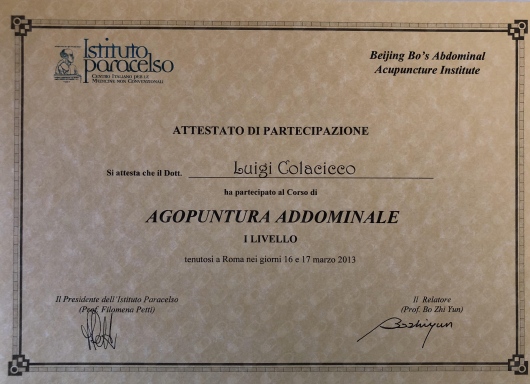 Istituto
paracelso
CENTRO ITALIANO PER LE
MEDICINE NON CONVENZIONALI
Beijing Bo's Abdominal
Acupuncture Institute
ATTESTATO DI PARTECIPAZIONE
Si attesta che il Dott. Luigi Colacicco
ha partecipato al Corso di
AGOPUNTURA ADDOMINALE
I LIVELLO
tenutosi a Roma nei giorni 16 e 17 marzo 2013
Il Presidente dell'Istituto Paracelso
(Prof. Filomena Petti)
Il Relatore
(Prof. Bo Zhi Yun)
Bozhiyun